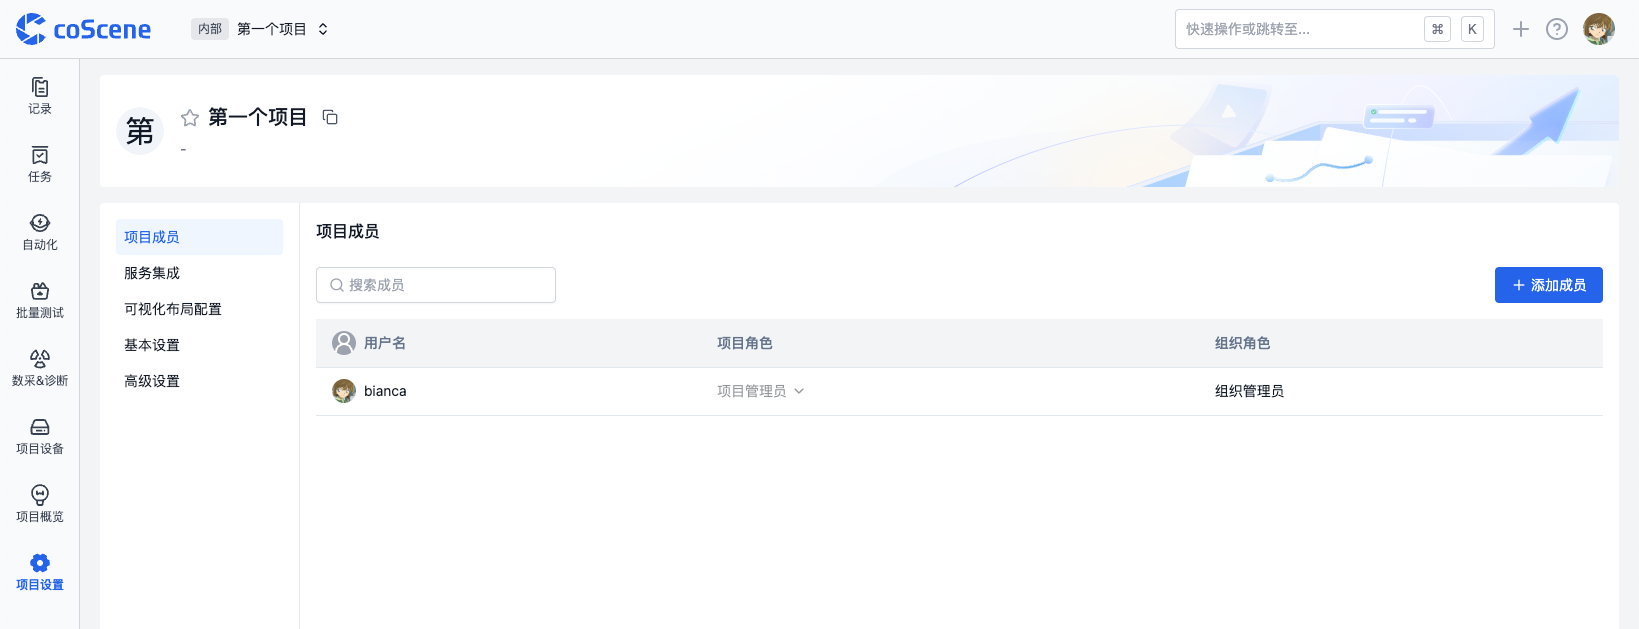 coScene
内部 第一个项目
快速操作或跳转至... ⌘ K
记录
任务
自动化
批量测试
数采&诊断
项目设备
项目概览
项目设置
第
第一个项目
-
项目成员
服务集成
可视化布局配置
基本设置
高级设置
项目成员
搜索成员
添加成员
用户名 项目角色 组织角色
bianca 项目管理员 组织管理员